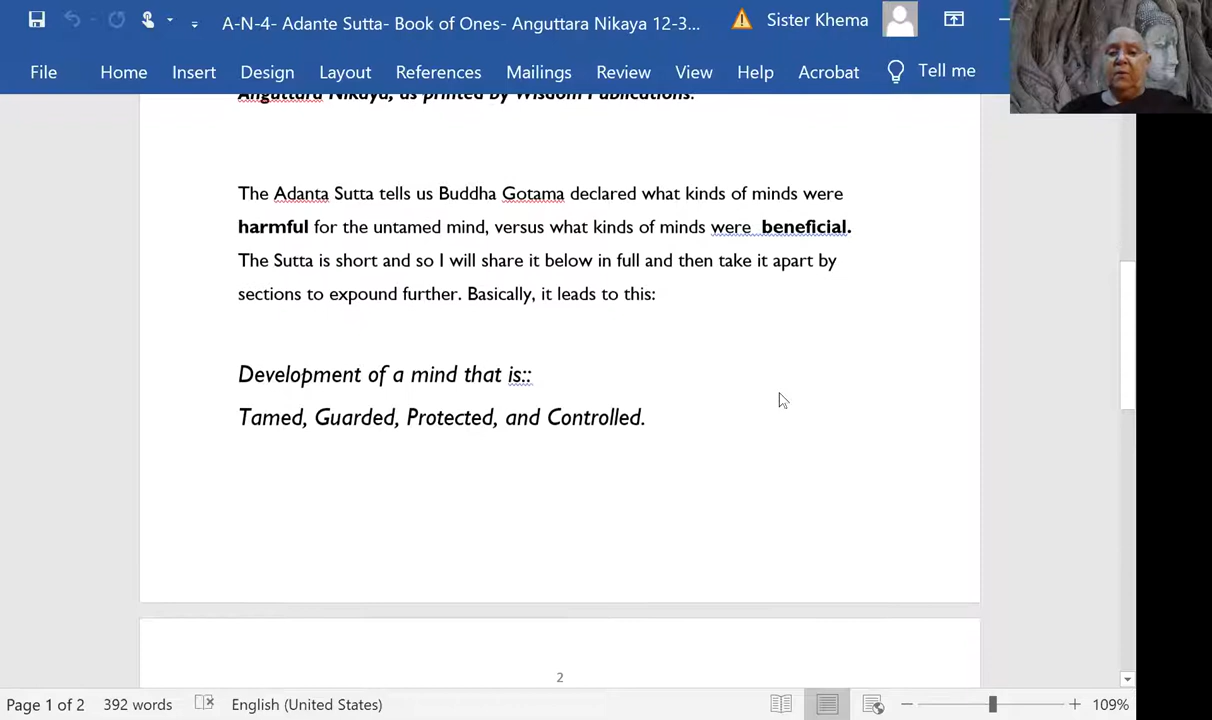 A-N-4- Adante Sutta- Book of Ones- Anguttara Nikaya 12-3...
Sister Khema
File Home Insert Design Layout References Mailings Review View Help Acrobat Tell me
Anguttara Nikaya, as printed by Wisdom Publications.
The Adanta Sutta tells us Buddha Gotama declared what kinds of minds were
harmful for the untamed mind, versus what kinds of minds were beneficial.
The Sutta is short and so I will share it below in full and then take it apart by
sections to expound further. Basically, it leads to this:
Development of a mind that is::
Tamed, Guarded, Protected, and Controlled.
2
Page 1 of 2 392 words English (United States) 109%